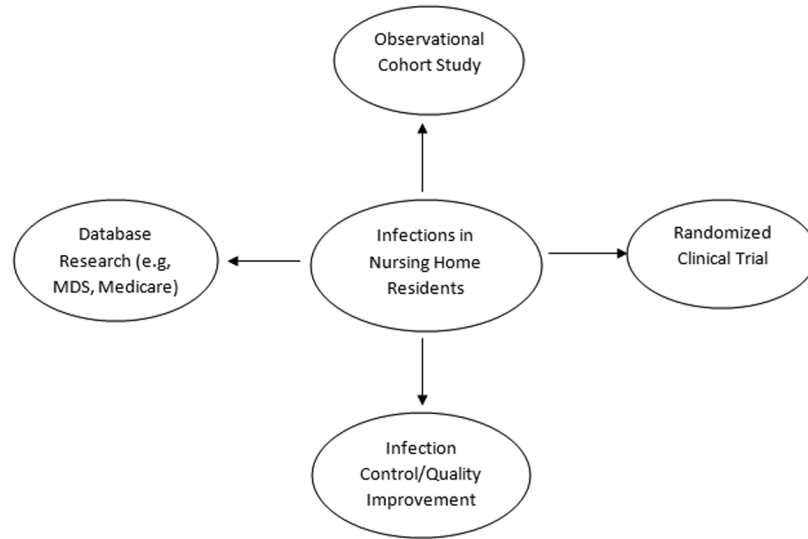 Observational
Cohort Study
Database
Research (e.g,
MDS, Medicare)
Infections in
Nursing Home
Residents
Randomized
Clinical Trial
Infection
Control/Quality
Improvement